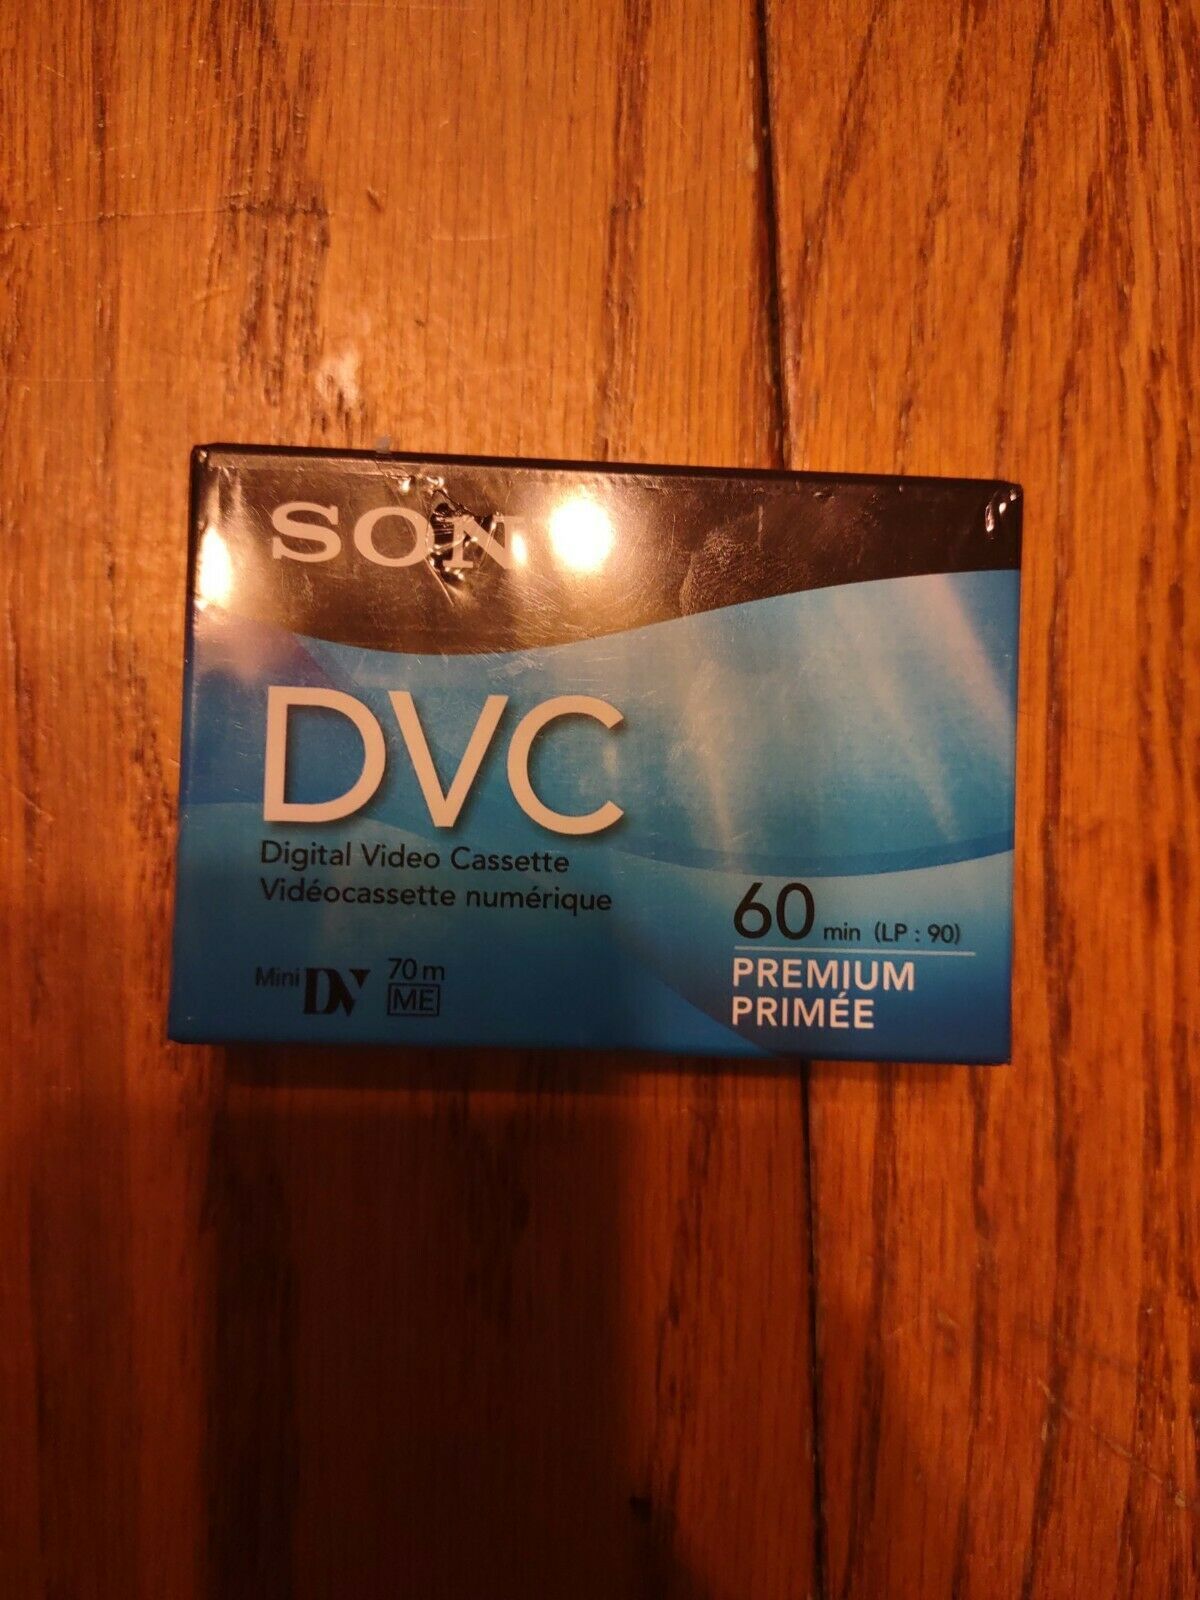 SON
DVC
Digital Video Cassette
Vidéocassette numérique
60 min (LP : 90)
PREMIUM
PRIMÉE
Mini DV 70 m
ME